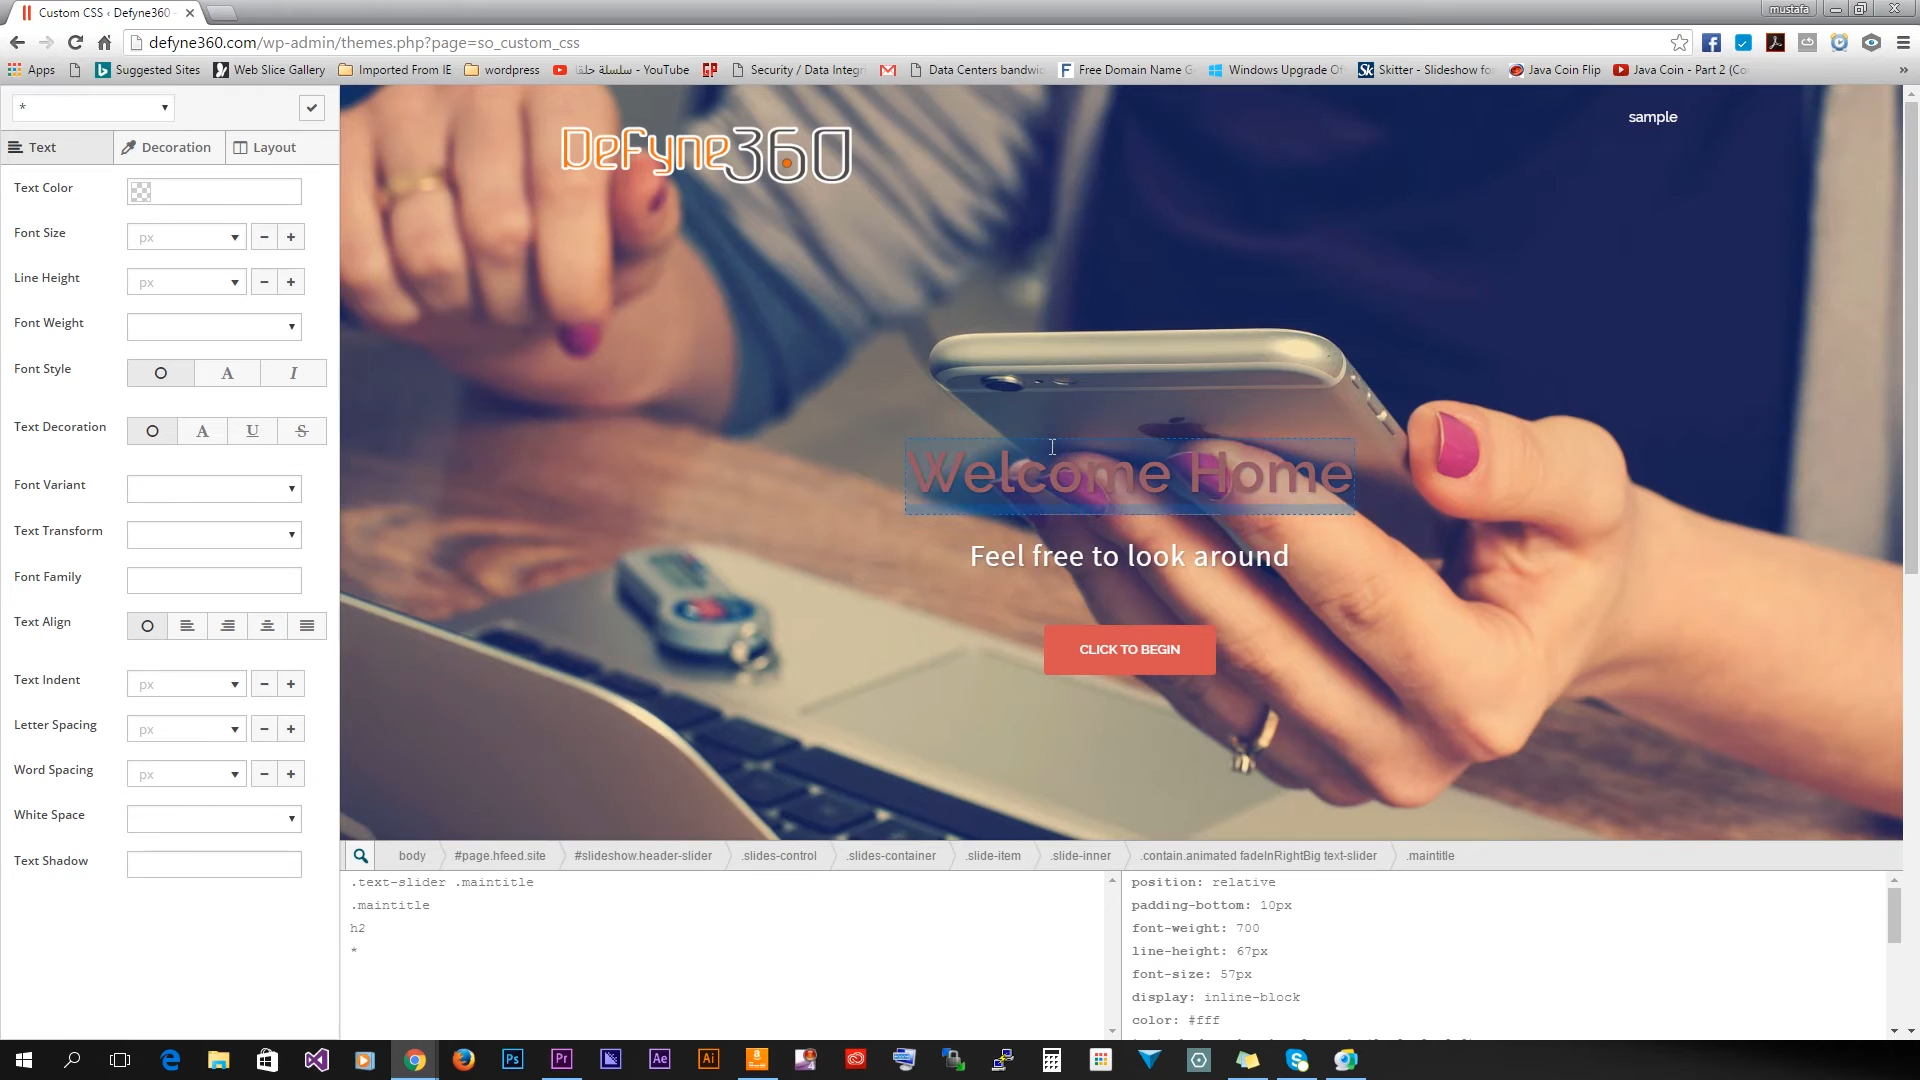 Custom CSS ‹ Defyne360
mustafa
defyne360.com/wp-admin/themes.php?page=so_custom_css
Apps Suggested Sites Web Slice Gallery Imported From IE wordpress سلسلة حلقا - YouTube Security / Data Integri Data Centers bandwic Free Domain Name G Windows Upgrade Of Skitter - Slideshow fo Java Coin Flip Java Coin - Part 2 (Co »
*
Text Decoration Layout
Text Color
Font Size px
Line Height px
Font Weight
Font Style A I
Text Decoration A U S
Font Variant
Text Transform
Font Family
Text Align
Text Indent px
Letter Spacing px
Word Spacing px
White Space
Text Shadow
DeFyne360
sample
Welcome Home
Feel free to look around
CLICK TO BEGIN
body #page.hfeed.site #slideshow.header-slider .slides-control .slides-container .slide-item .slide-inner .contain.animated fadeInRightBig text-slider .maintitle
.text-slider .maintitle
.maintitle
h2
*
position: relative
padding-bottom: 10px
font-weight: 700
line-height: 67px
font-size: 57px
display: inline-block
color: #fff
Ps Pr Ae Ai